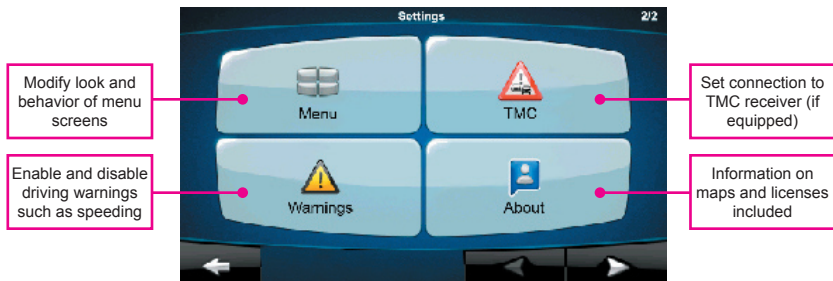 Settings
2/2
Modify look and
behavior of menu
screens
Menu
TMC
Set connection to
TMC receiver (if
equipped)
Enable and disable
driving warnings
such as speeding
Warnings
About
Information on
maps and licenses
included